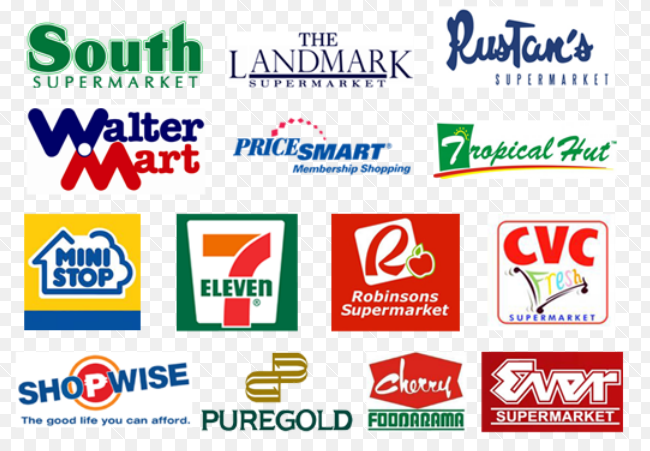 South
SUPERMARKET
THE
LANDMARK
SUPERMARKET
Rustan's
SUPERMARKET
Walter
Mart
PRICESMART®
Membership Shopping
Tropical Hut™
MINI
STOP
7
ELEVEN
®
R
Robinsons
Supermarket
CVC
Fresh
SUPERMARKET
SHOPWISE
The good life you can afford.
PUREGOLD
Cherry
FOODARAMA
Ever
SUPERMARKET